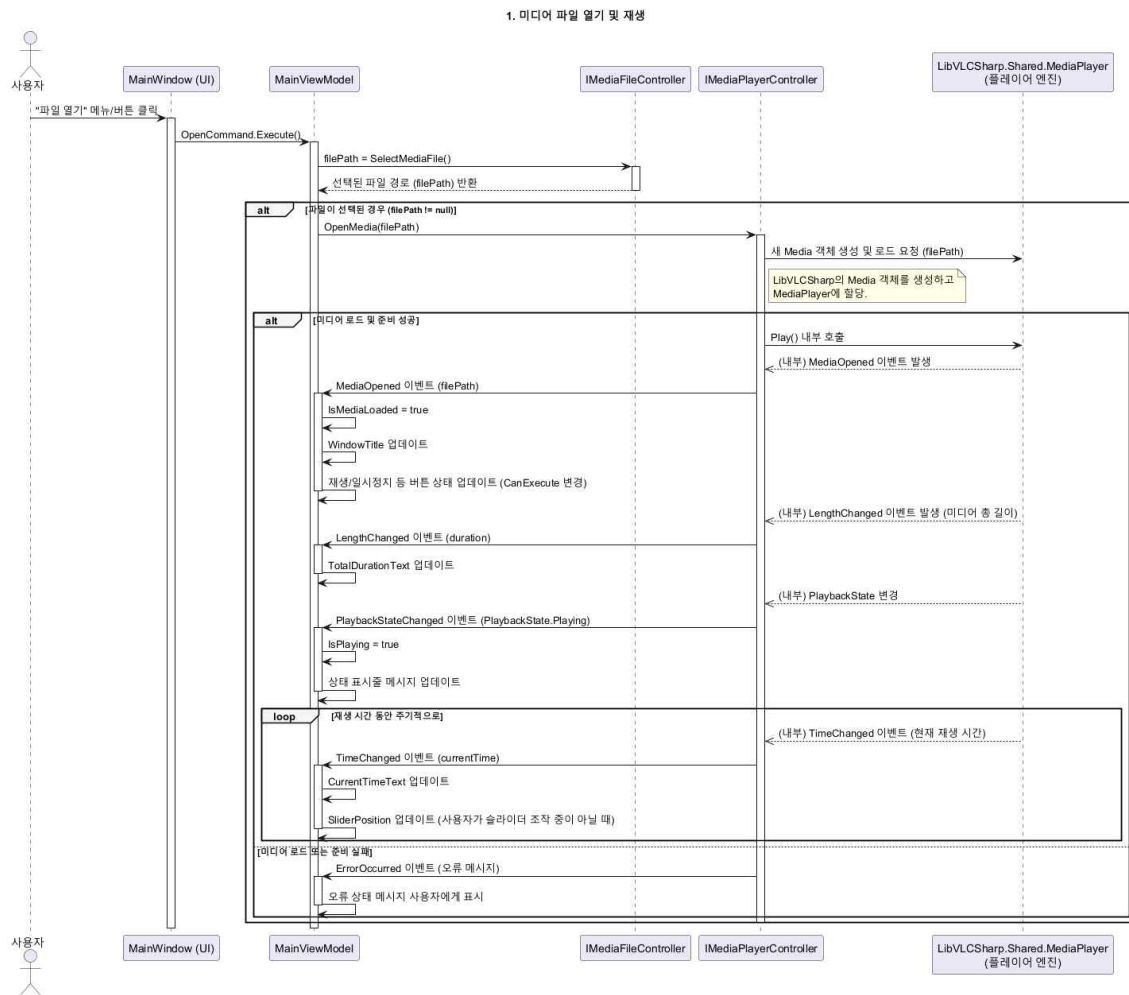 1. 미디어 파일 열기 및 재생
사용자
MainWindow (UI)
MainViewModel
IMediaFileController
IMediaPlayerController
LibVLCSharp.Shared.MediaPlayer
(플레이어 엔진)
"파일 열기" 메뉴/버튼 클릭
OpenCommand.Execute()
filePath = SelectMediaFile()
선택된 파일 경로 (filePath) 반환
alt
[파일이 선택된 경우 (filePath != null)]
OpenMedia(filePath)
새 Media 객체 생성 및 로드 요청 (filePath)
LibVLCSharp의 Media 객체를 생성하고
MediaPlayer에 할당.
alt
[미디어 로드 및 준비 성공]
Play() 내부 호출
(내부) MediaOpened 이벤트 발생
MediaOpened 이벤트 (filePath)
IsMediaLoaded = true
WindowTitle 업데이트
재생/일시정지 등 버튼 상태 업데이트 (CanExecute 변경)
(내부) LengthChanged 이벤트 발생 (미디어 총 길이)
LengthChanged 이벤트 (duration)
TotalDurationText 업데이트
(내부) PlaybackState 변경
PlaybackStateChanged 이벤트 (PlaybackState.Playing)
IsPlaying = true
상태 표시줄 메시지 업데이트
loop
[재생 시간 동안 주기적으로]
(내부) TimeChanged 이벤트 (현재 재생 시간)
TimeChanged 이벤트 (currentTime)
CurrentTimeText 업데이트
SliderPosition 업데이트 (사용자가 슬라이더 조작 중이 아닐 때)
[미디어 로드 또는 준비 실패]
ErrorOccurred 이벤트 (오류 메시지)
오류 상태 메시지 사용자에게 표시
사용자
MainWindow (UI)
MainViewModel
IMediaFileController
IMediaPlayerController
LibVLCSharp.Shared.MediaPlayer
(플레이어 엔진)